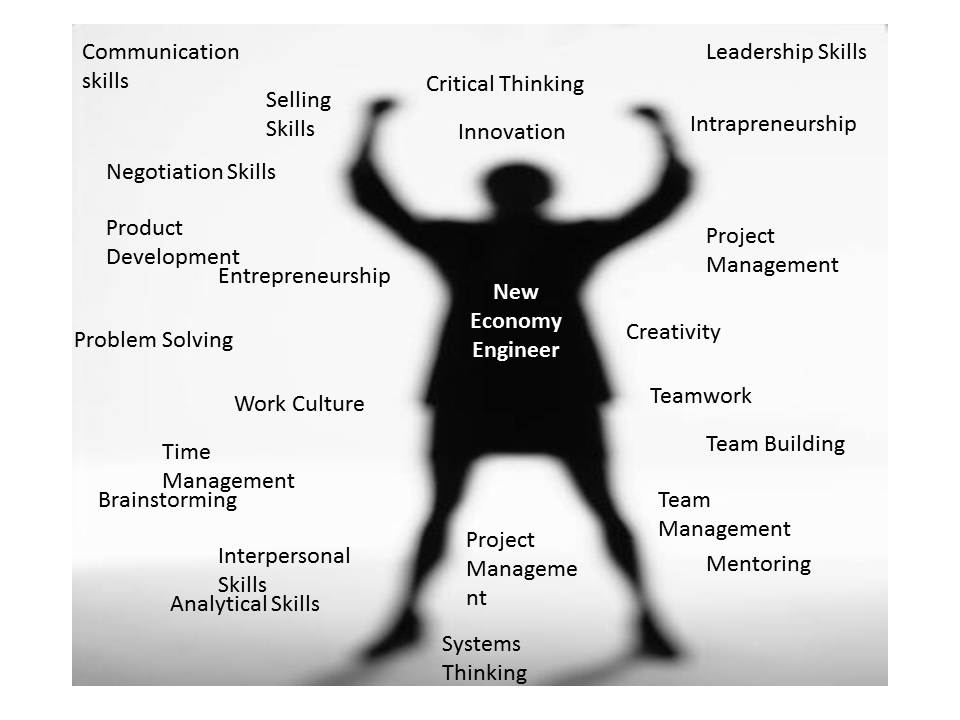 Communication
skills
Leadership Skills
Critical Thinking
Selling
Skills
Innovation
Intrapreneurship
Negotiation Skills
Product
Development
Project
Management
Entrepreneurship
New
Economy
Engineer
Creativity
Problem Solving
Work Culture
Teamwork
Team Building
Time
Management
Brainstorming
Team
Management
Project
Manageme
nt
Interpersonal
Skills
Mentoring
Analytical Skills
Systems
Thinking